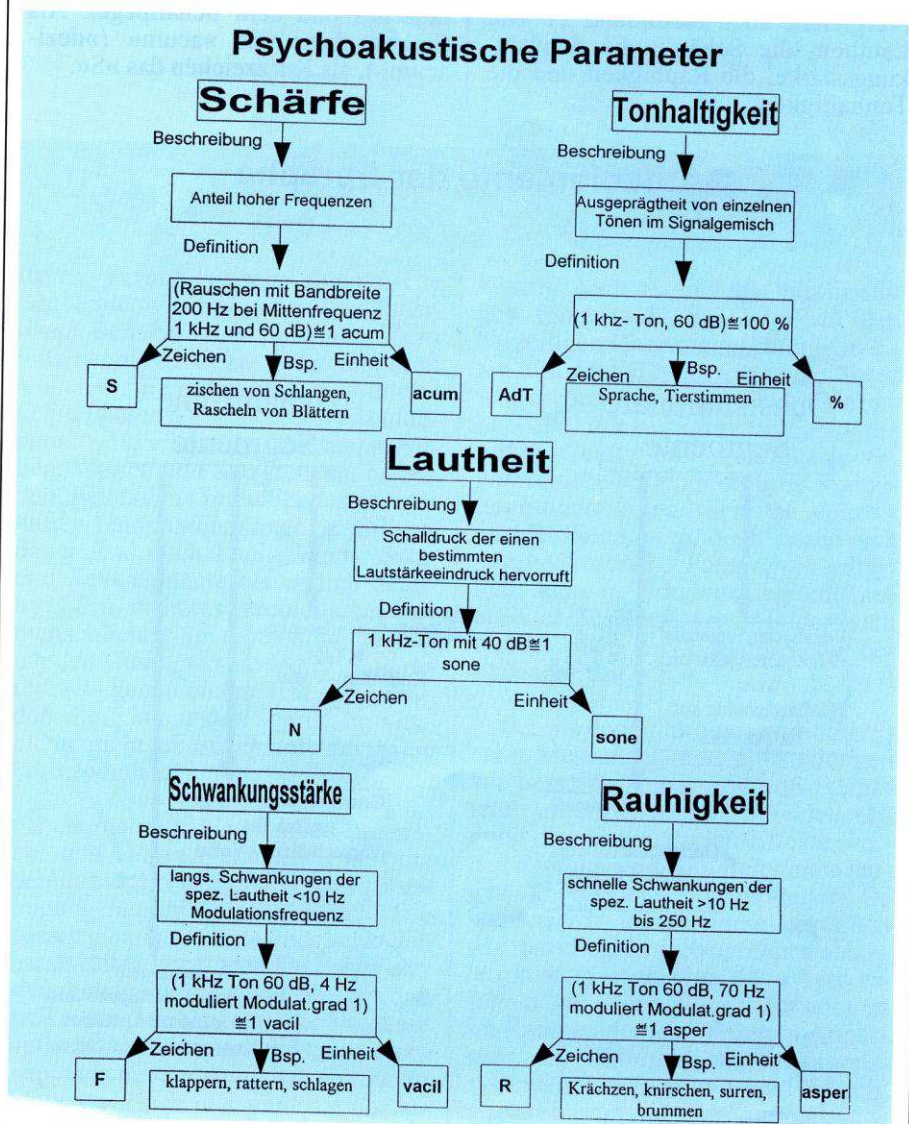 Psychoakustische Parameter
Schärfe
Beschreibung
Anteil hoher Frequenzen
Definition
(Rauschen mit Bandbreite
200 Hz bei Mittenfrequenz
1 kHz und 60 dB)≝1 acum
Zeichen
Bsp.
Einheit
S
zischen von Schlangen,
Rascheln von Blättern
acum
Tonhaltigkeit
Beschreibung
Ausgeprägtheit von einzelnen
Tönen im Signalgemisch
Definition
(1 khz- Ton, 60 dB)≝100 %
Zeichen
Bsp.
Einheit
AdT
Sprache, Tierstimmen
%
Lautheit
Beschreibung
Schalldruck der einen
bestimmten
Lautstärkeeindruck hervorruft
Definition
1 kHz-Ton mit 40 dB≝1
sone
Zeichen
Einheit
N
sone
Schwankungsstärke
Beschreibung
langs. Schwankungen der
spez. Lautheit <10 Hz
Modulationsfrequenz
Definition
(1 kHz Ton 60 dB, 4 Hz
moduliert Modulat.grad 1)
≝1 vacil
Zeichen
Bsp.
Einheit
F
klappern, rattern, schlagen
vacil
Rauhigkeit
Beschreibung
schnelle Schwankungen der
spez. Lautheit >10 Hz
bis 250 Hz
Definition
(1 kHz Ton 60 dB, 70 Hz
moduliert Modulat.grad 1)
≝1 asper
Zeichen
Bsp.
Einheit
R
Krächzen, knirschen, surren,
brummen
asper